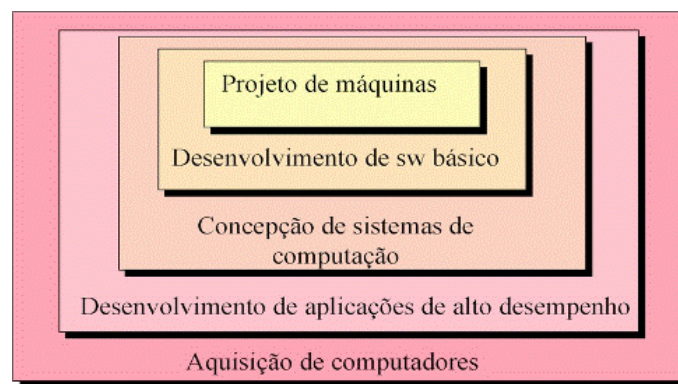 Projeto de máquinas
Desenvolvimento de sw básico
Concepção de sistemas de
computação
Desenvolvimento de aplicações de alto desempenho
Aquisição de computadores